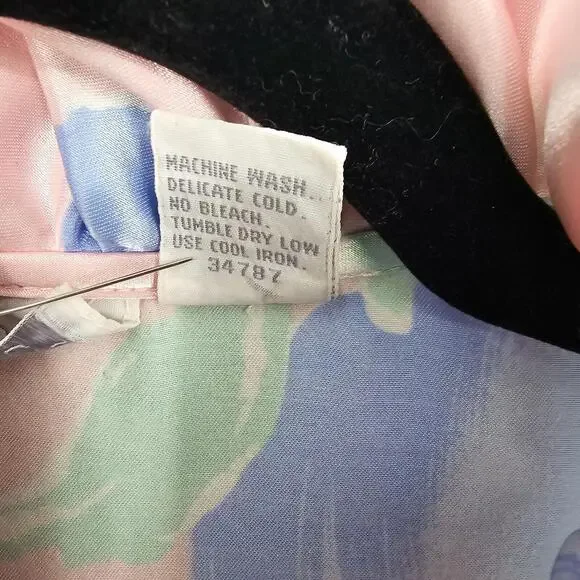 MACHINE WASH..
DELICATE COLD.
NO BLEACH.
TUMBLE DRY LOW
USE COOL IRON.
34787